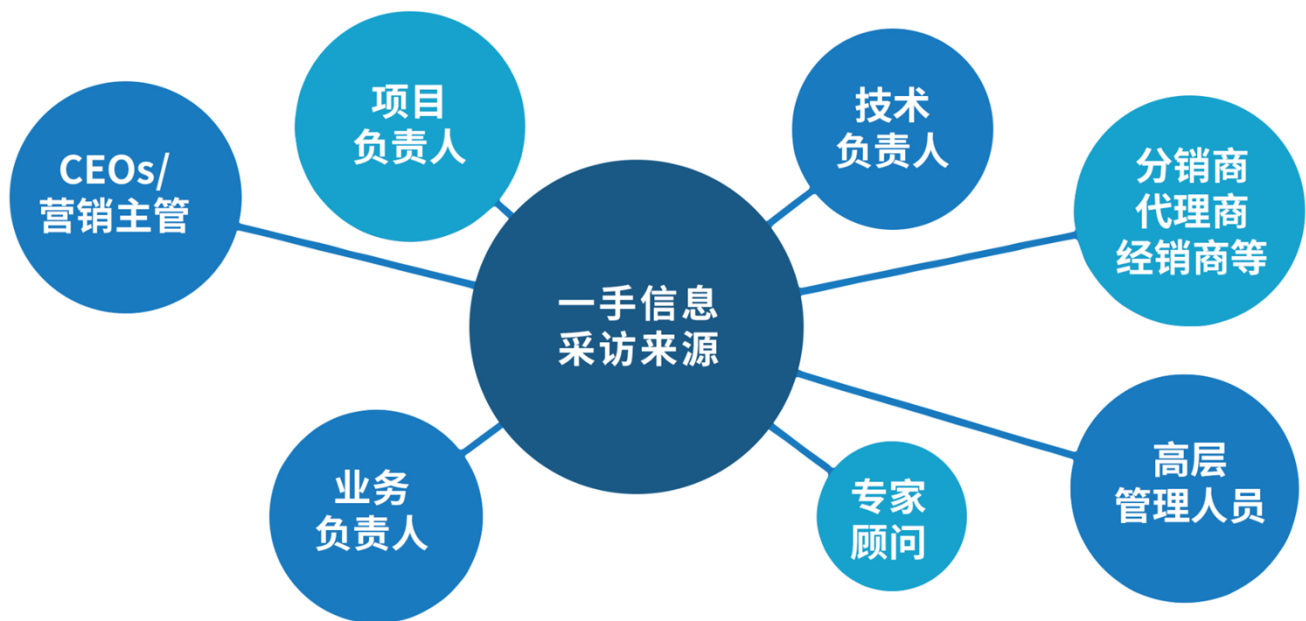 项目
负责人
技术
负责人
CEOs/
营销主管
分销商
代理商
经销商等
一手信息
采访来源
业务
负责人
专家
顾问
高层
管理人员